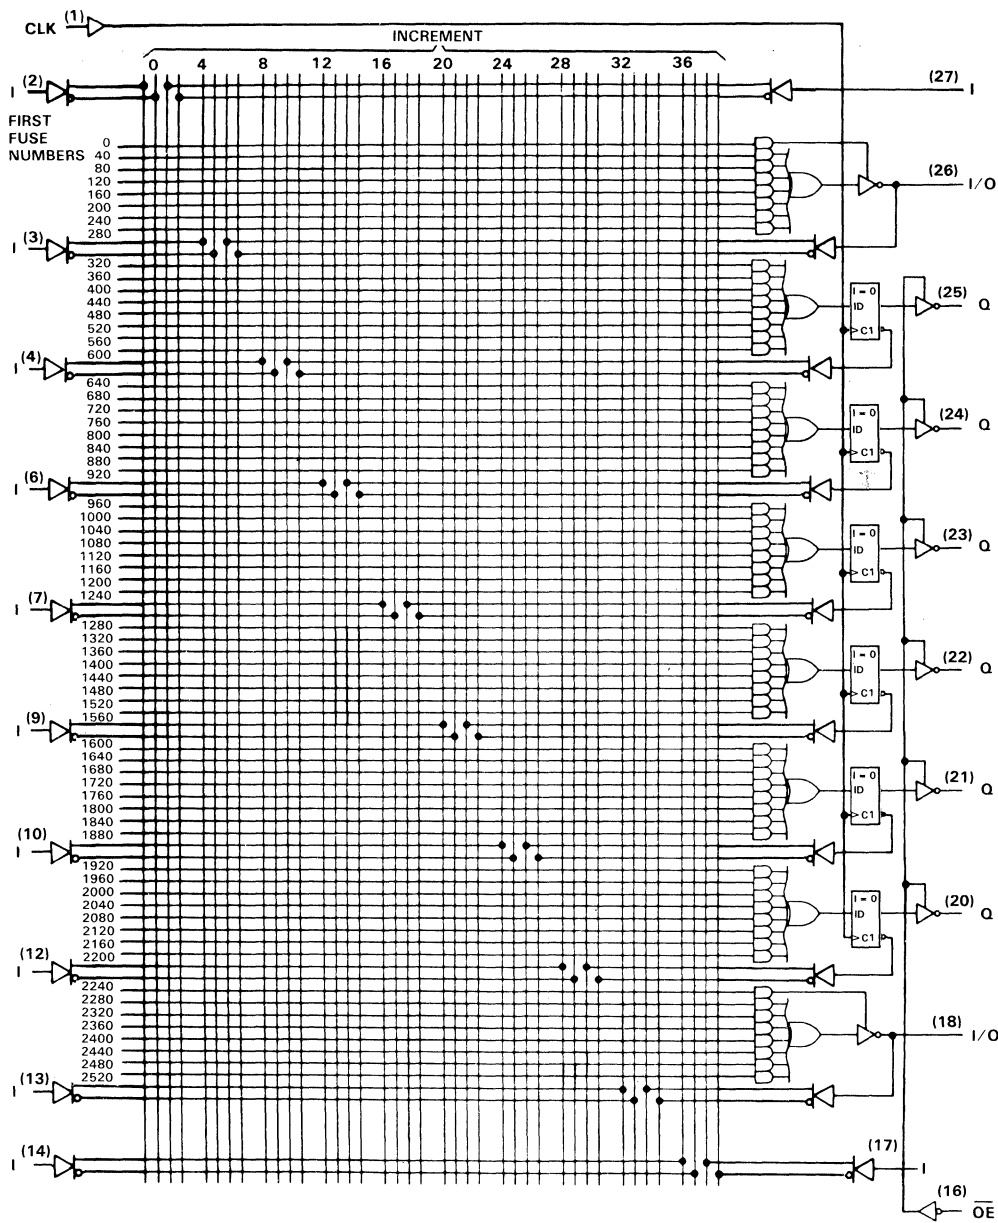 CLK (1)
INCREMENT
0 4 8 12 16 20 24 28 32 36
I (2)
(27) I
FIRST
FUSE
NUMBERS
0
40
80
120
160
200
240
280
(26) I/O
I (3)
320
360
400
440
480
520
560
600
I = 0
ID
C1
(25) Q
I (4)
640
680
720
760
800
840
880
920
I = 0
ID
C1
(24) Q
I (6)
960
1000
1040
1080
1120
1160
1200
1240
I = 0
ID
C1
(23) Q
I (7)
1280
1320
1360
1400
1440
1480
1520
1560
I = 0
ID
C1
(22) Q
I (9)
1600
1640
1680
1720
1760
1800
1840
1880
I = 0
ID
C1
(21) Q
I (10)
1920
1960
2000
2040
2080
2120
2160
2200
I = 0
ID
C1
(20) Q
I (12)
2240
2280
2320
2360
2400
2440
2480
2520
(18) I/O
I (13)
I (14)
(17) I
(16) OE